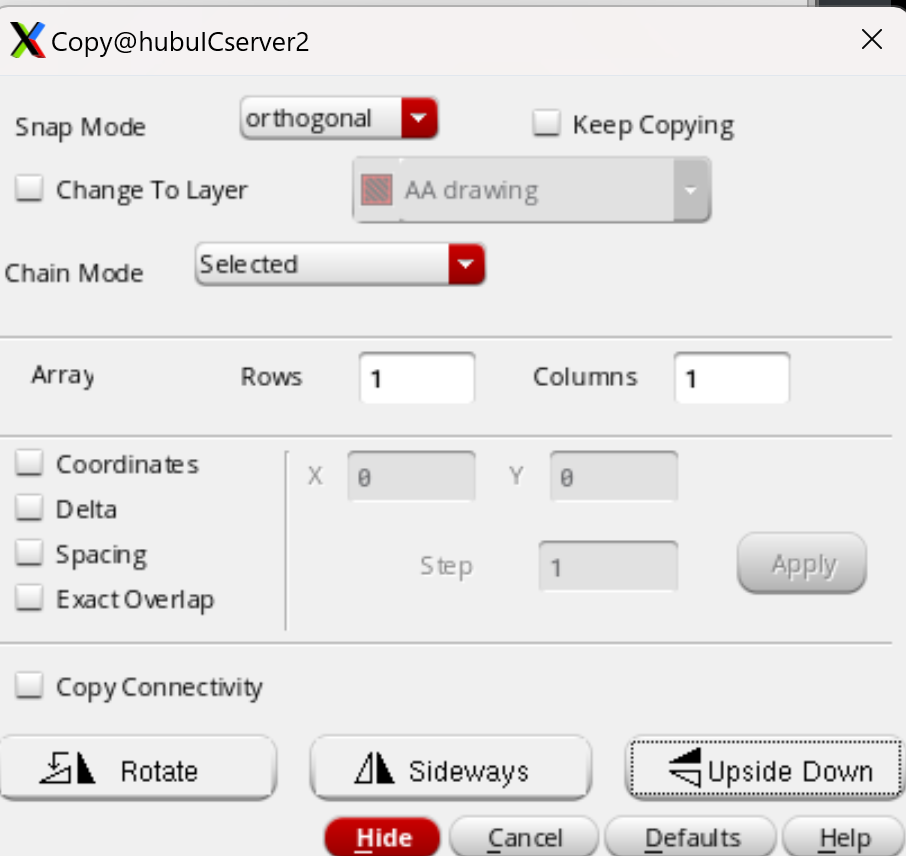 Copy@hubuICserver2
Snap Mode orthogonal Keep Copying
Change To Layer AA drawing
Chain Mode Selected
Array Rows 1 Columns 1
Coordinates X 0 Y 0
Delta
Spacing Step 1 Apply
Exact Overlap
Copy Connectivity
Rotate Sideways Upside Down
Hide Cancel Defaults Help